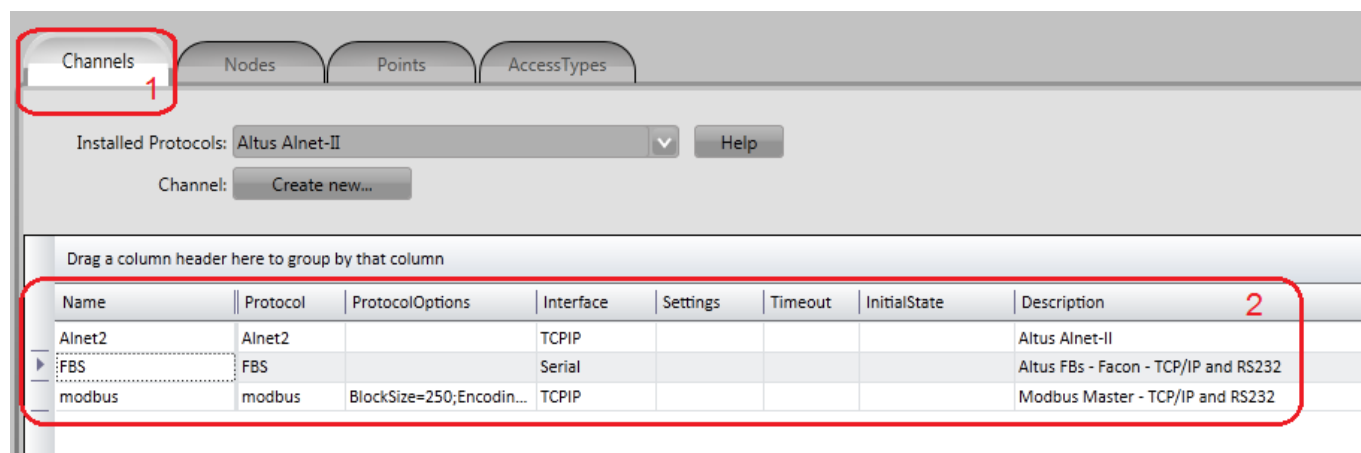 Channels Nodes Points AccessTypes
1
Installed Protocols: Altus Alnet-II Help
Channel: Create new...
Drag a column header here to group by that column
Name Protocol ProtocolOptions Interface Settings Timeout InitialState Description 2
Alnet2 Alnet2 TCPIP Altus Alnet-II
FBS FBS Serial Altus FBs - Facon - TCP/IP and RS232
modbus modbus BlockSize=250;Encodin... TCPIP Modbus Master - TCP/IP and RS232